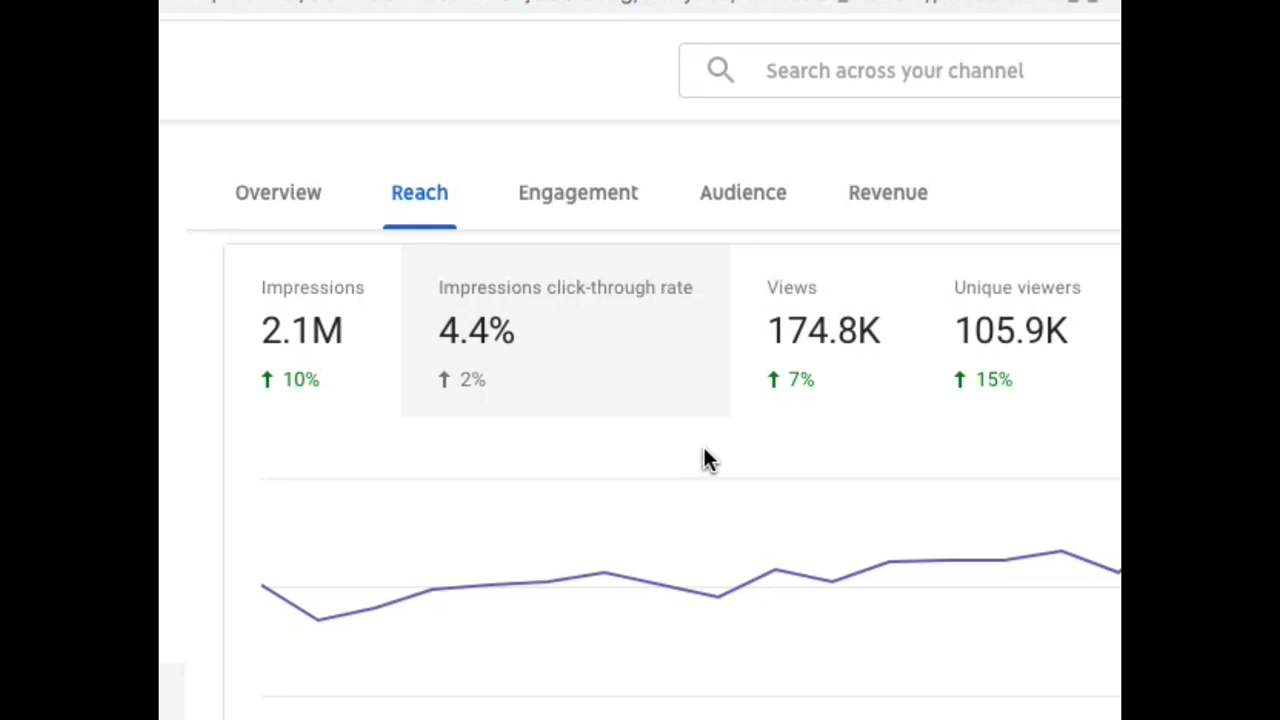 Search across your channel
Overview Reach Engagement Audience Revenue
Impressions Impressions click-through rate Views Unique viewers
2.1M 4.4% 174.8K 105.9K
↑ 10% ↑ 2% ↑ 7% ↑ 15%